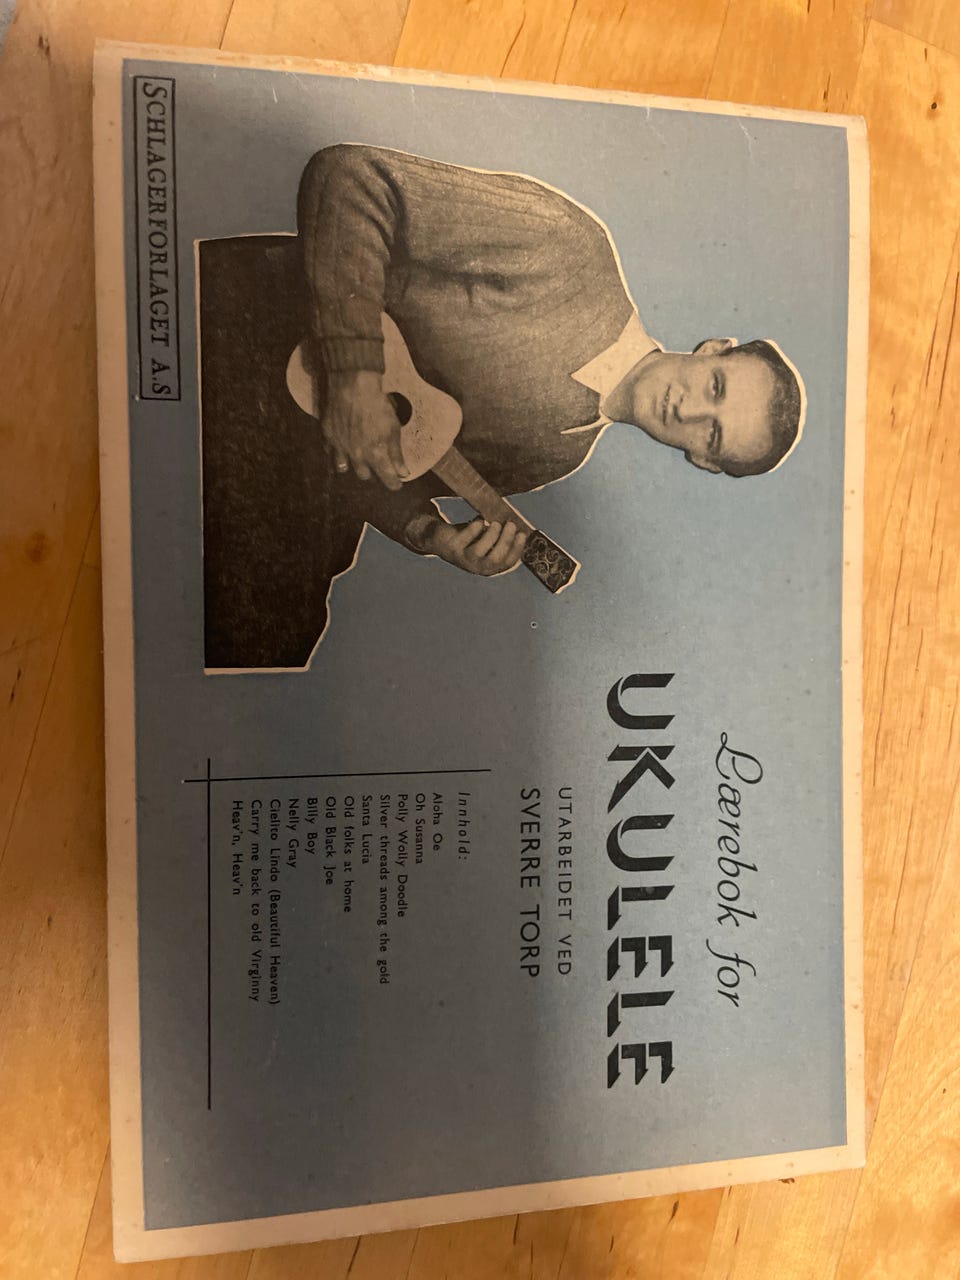 Lærebok for
UKULELE
UTARBEIDET VED
SVERRE TORP
Innhold:
Aloha Oe
Oh Susanna
Polly Wolly Doodle
Silver threads among the gold
Santa Lucia
Old folks at home
Old Black Joe
Billy Boy
Nelly Gray
Cielito Lindo (Beautiful Heaven)
Carry me back to old Virginny
Heav'n, Heav'n
SCHLAGERFORLAGET A.S